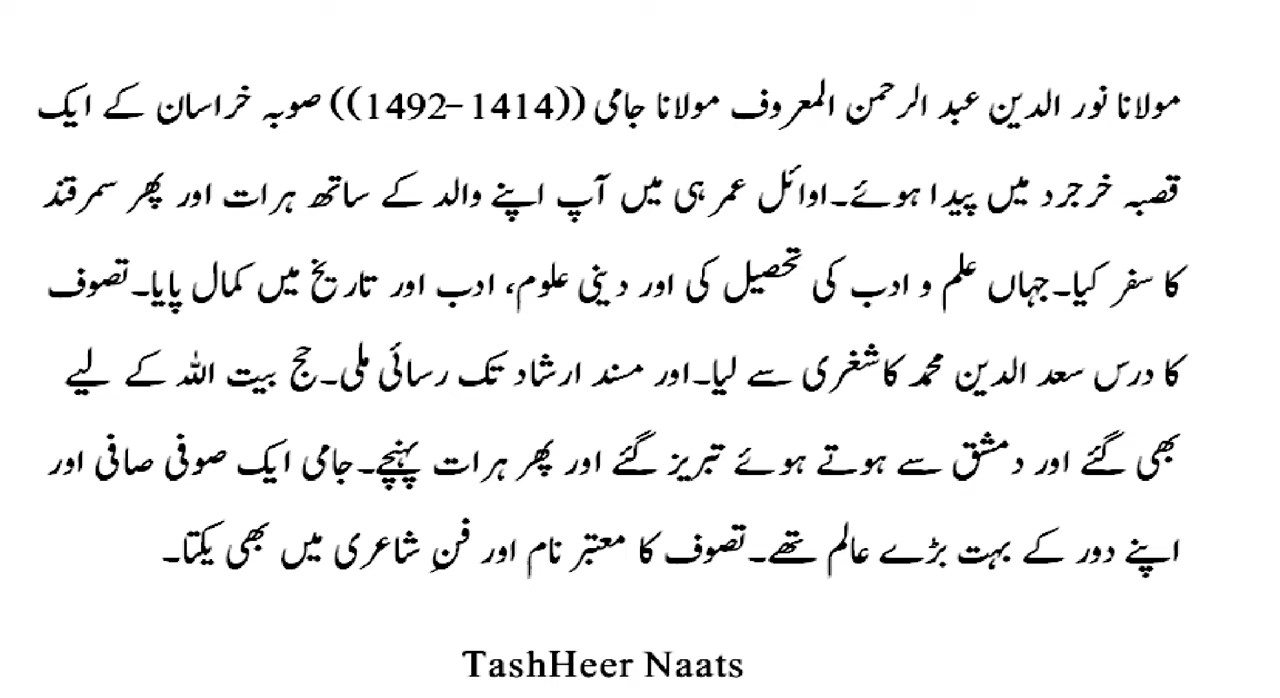 مولانا نور الدین عبد الرحمن المعروف مولانا جامی ((1414–1492)) صوبہ خراسان کے ایک
قصبہ خرجرد میں پیدا ہوئے۔اوائل عمر ہی میں آپ اپنے والد کے ساتھ ہرات اور پھر سمرقند
کا سفر کیا۔جہاں علم و ادب کی تحصیل کی اور دینی علوم، ادب اور تاریخ میں کمال پایا۔تصوف
کا درس سعد الدین محمد کاشغری سے لیا۔اور مسند ارشاد تک رسائی ملی۔حج بیت اللہ کے لیے
بھی گئے اور دمشق سے ہوتے ہوئے تبریز گئے اور پھر ہرات پہنچے۔جامی ایک صوفی صافی اور
اپنے دور کے بہت بڑے عالم تھے۔تصوف کا معتبر نام اور فنِ شاعری میں بھی یکتا۔
TashHeer Naats